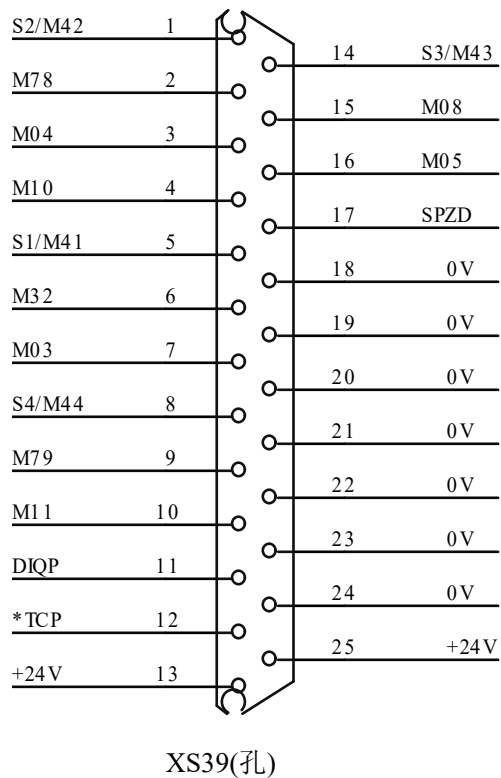 S2/M42 1
14 S3/M43
M78 2
15 M08
M04 3
16 M05
M10 4
17 SPZD
S1/M41 5
18 0V
M32 6
19 0V
M03 7
20 0V
S4/M44 8
21 0V
M79 9
22 0V
M11 10
23 0V
DIQP 11
24 0V
*TCP 12
25 +24V
+24V 13
XS39(孔)